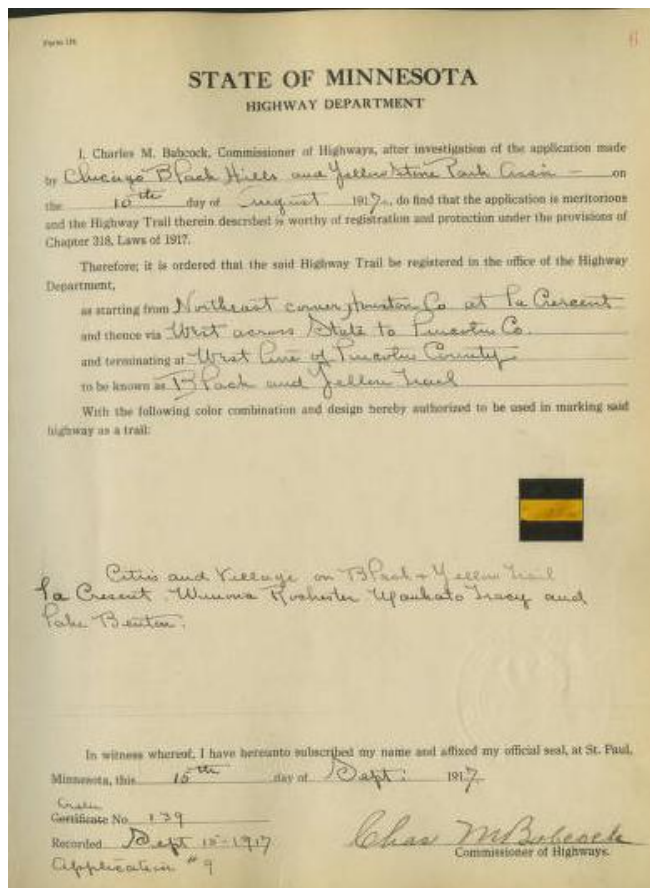 6
STATE OF MINNESOTA
HIGHWAY DEPARTMENT
I, Charles M. Babcock, Commissioner of Highways, after investigation of the application made
by Chicago Black Hills and Yellowstone Park Assn - on
the day of August 1917, do find that the application is meritorious
and the Highway Trail therein described is worthy of registration and protection under the provisions of
Chapter 318, Laws of 1917.
Therefore; it is ordered that the said Highway Trail be registered in the office of the Highway
Department,
as starting from Northeast corner Houston Co at La Crescent
and thence via West across State to Lincoln Co.
and terminating at West Line of Lincoln County
to be known as Black and Yellow Trail
With the following color combination and design hereby authorized to be used in marking said
highway as a trail:
Cities and Village on Black + Yellow Trail
La Crescent Winona Rochester Mankato Tracy and
Lake Benton.
In witness whereof, I have hereunto subscribed my name and affixed my official seal, at St. Paul,
Minnesota, this 15th day of Sept. 1917
Order
Certificate No. 139
Recorded Sept 15-1917
Chas M Babcock
Commissioner of Highways.
Application #9